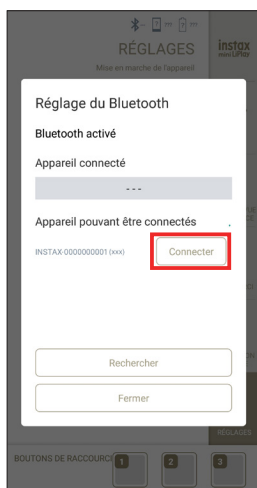 RÉGLAGES
instax
mini LiPlay
Mise en marche de l'appareil
Réglage du Bluetooth
Bluetooth activé
Appareil connecté
---
Appareil pouvant être connectés
INSTAX-0000000001 (xxx)
Connecter
Rechercher
Fermer
RÉGLAGES
BOUTONS DE RACCOURCI
1
2
3